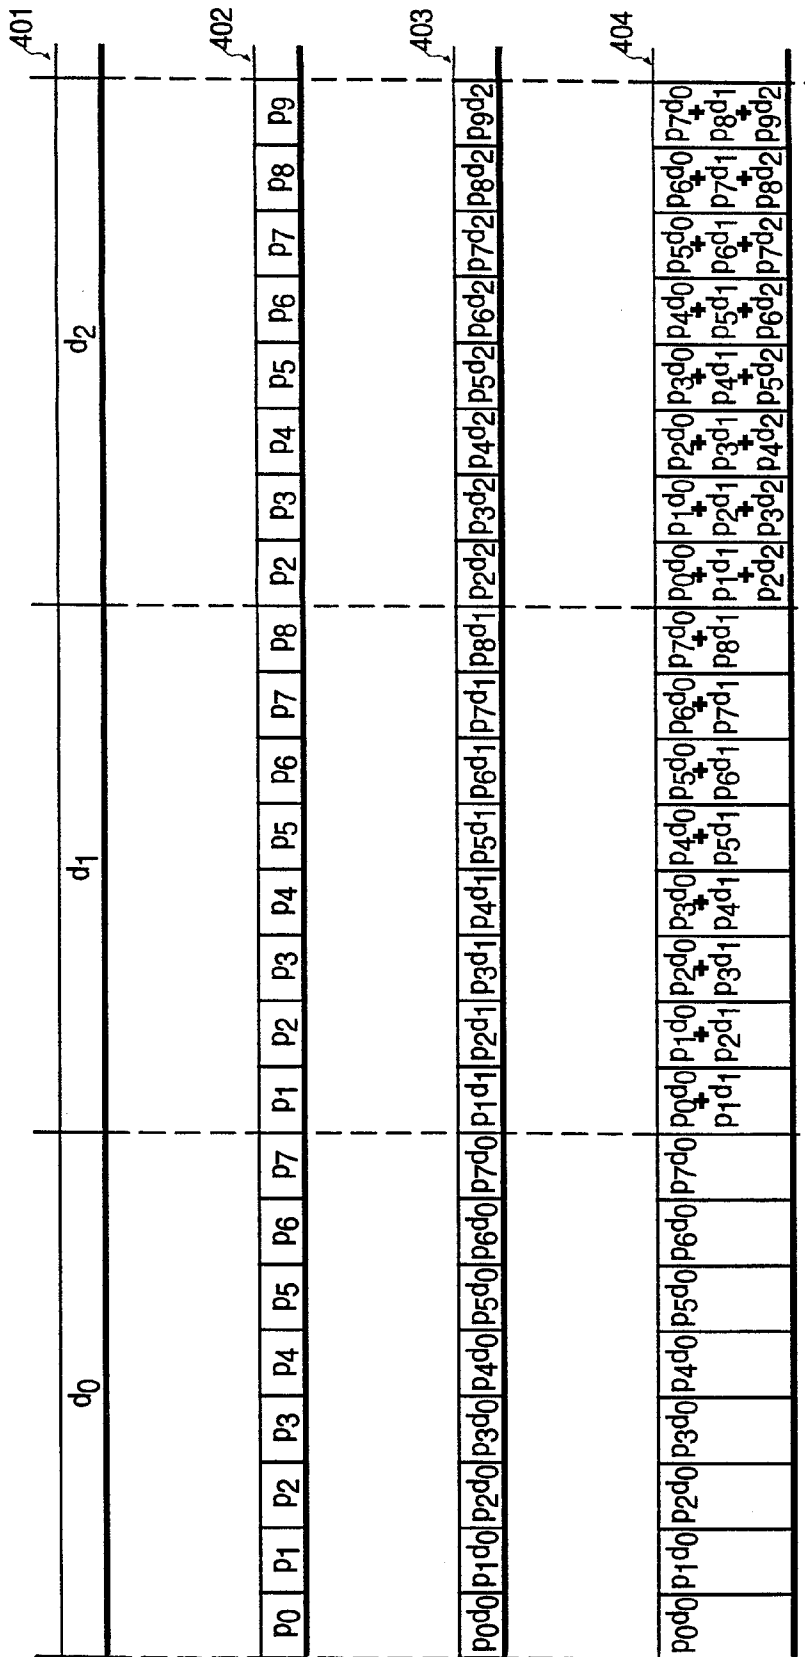 d0 d1 d2 401
p0 p1 p2 p3 p4 p5 p6 p7 p1 p2 p3 p4 p5 p6 p7 p8 p2 p3 p4 p5 p6 p7 p8 p9 402
p0d0 p1d0 p2d0 p3d0 p4d0 p5d0 p6d0 p7d0 p1d1 p2d1 p3d1 p4d1 p5d1 p6d1 p7d1 p8d1 p2d2 p3d2 p4d2 p5d2 p6d2 p7d2 p8d2 p9d2 403
404
p0d0 p1d0 p2d0 p3d0 p4d0 p5d0 p6d0 p7d0 p0d0 p1d0 p2d0 p3d0 p4d0 p5d0 p6d0 p7d0 p0d0 p1d0 p2d0 p3d0 p4d0 p5d0 p6d0 p7d0
+ + + + + + + + + + + + + + + +
p1d1 p2d1 p3d1 p4d1 p5d1 p6d1 p7d1 p8d1 p1d1 p2d1 p3d1 p4d1 p5d1 p6d1 p7d1 p8d1
+ + + + + + + +
p2d2 p3d2 p4d2 p5d2 p6d2 p7d2 p8d2 p9d2